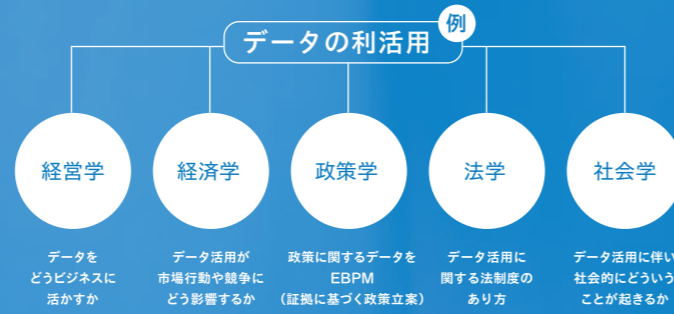 データの利活用
例
経営学
経済学
政策学
法学
社会学
データを
どうビジネスに
活かすか
データ活用が
市場行動や競争に
どう影響するか
政策に関するデータを
EBPM
(証拠に基づく政策立案)
データ活用に
関する法制度の
あり方
データ活用に伴い
社会的にどういう
ことが起きるか